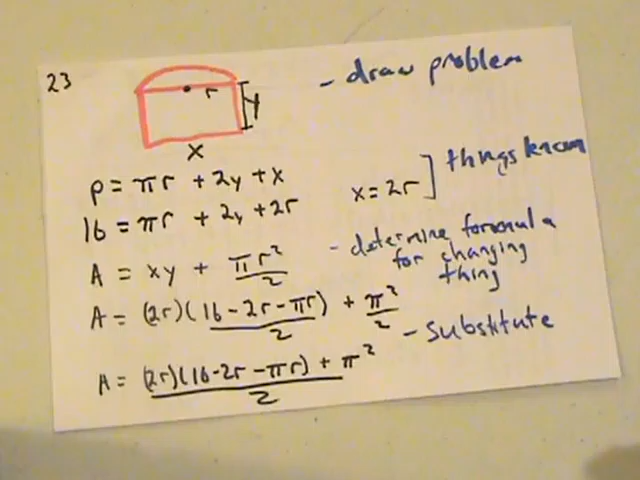 23
- draw problem
r
y
x
P = πr + 2y + x
x = 2r ] things known
16 = πr + 2y + 2r
- determine formula
for changing
thing
A = xy + πr²/2
A = (2r)(16-2r-πr)/2 + π²/2
- substitute
A = (2r)(16-2r-πr) + π²/2